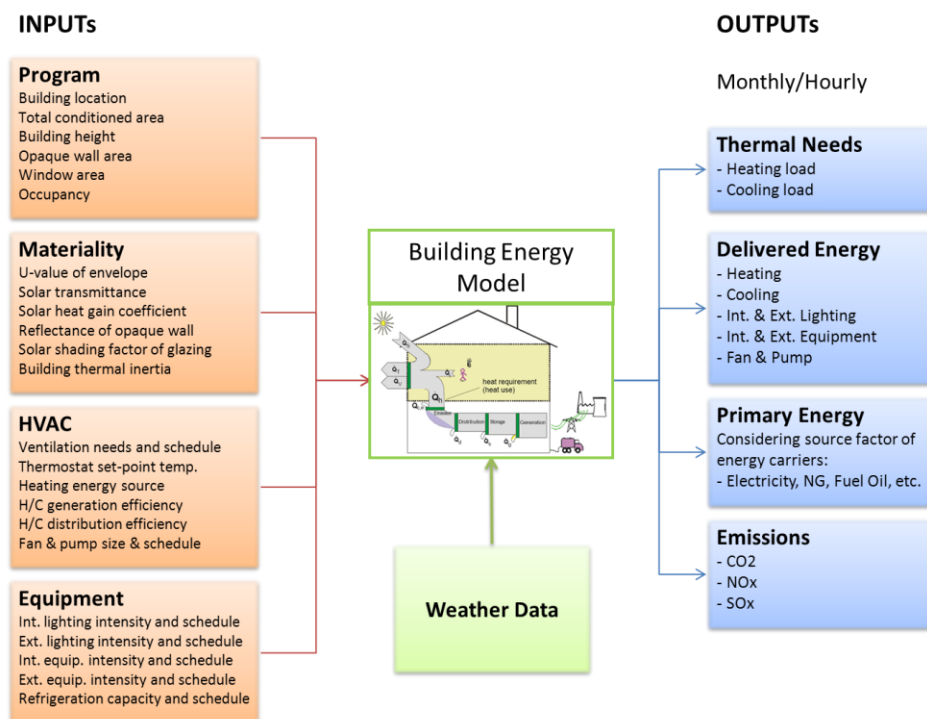 INPUTs
Program
Building location
Total conditioned area
Building height
Opaque wall area
Window area
Occupancy
Materiality
U-value of envelope
Solar transmittance
Solar heat gain coefficient
Reflectance of opaque wall
Solar shading factor of glazing
Building thermal inertia
HVAC
Ventilation needs and schedule
Thermostat set-point temp.
Heating energy source
H/C generation efficiency
H/C distribution efficiency
Fan & pump size & schedule
Equipment
Int. lighting intensity and schedule
Ext. lighting intensity and schedule
Int. equip. intensity and schedule
Ext. equip. intensity and schedule
Refrigeration capacity and schedule
Building Energy
Model
heat requirement
(heat use)
Distribution
Storage
Generation
Weather Data
OUTPUTs
Monthly/Hourly
Thermal Needs
- Heating load
- Cooling load
Delivered Energy
- Heating
- Cooling
- Int. & Ext. Lighting
- Int. & Ext. Equipment
- Fan & Pump
Primary Energy
Considering source factor of
energy carriers:
- Electricity, NG, Fuel Oil, etc.
Emissions
- CO2
- NOx
- SOx